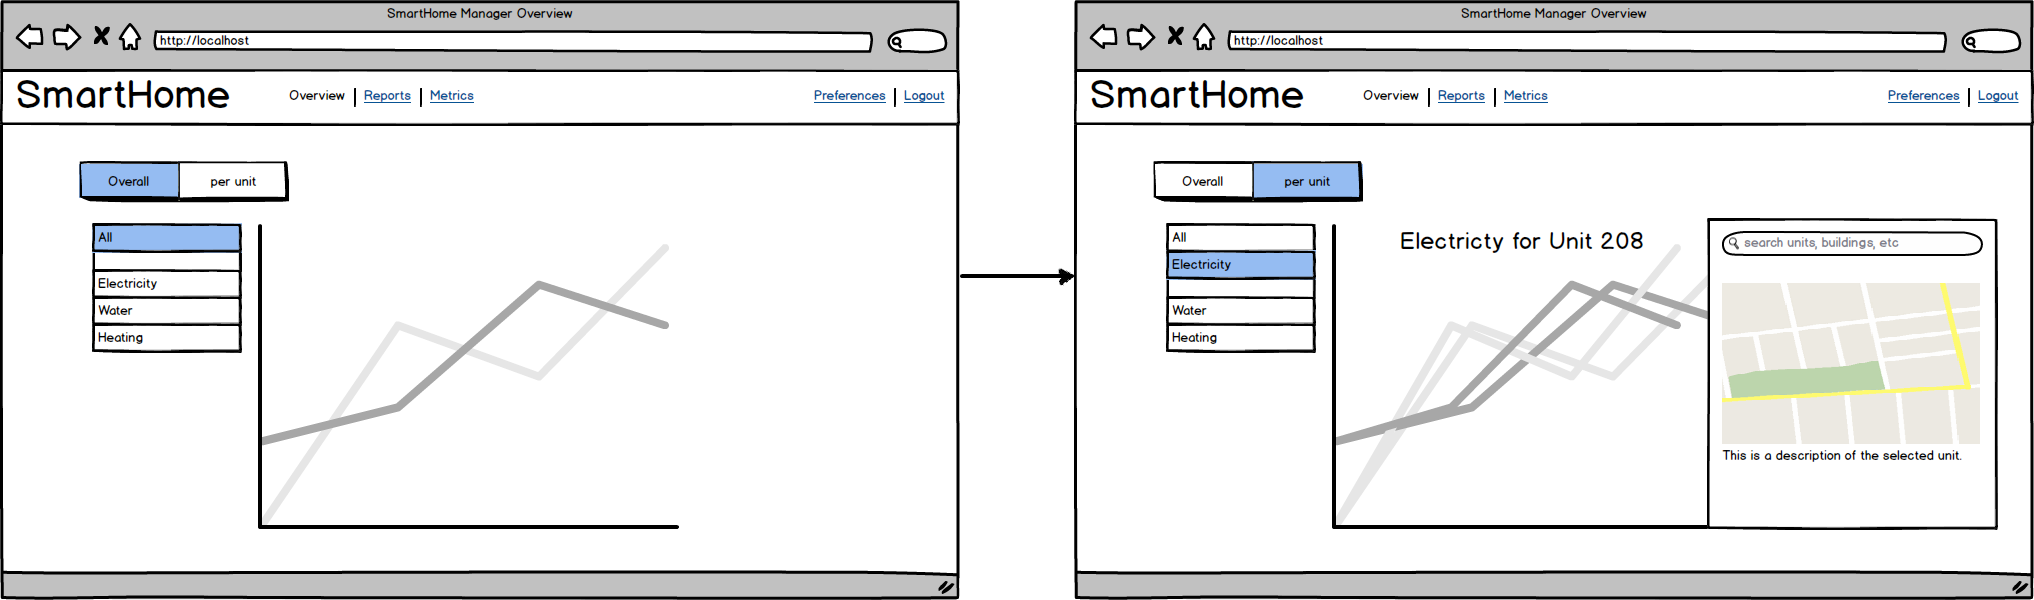 SmartHome Manager Overview
http://localhost
SmartHome
Overview Reports Metrics
Preferences Logout
Overall per unit
All
Electricity
Water
Heating
SmartHome Manager Overview
http://localhost
SmartHome
Overview Reports Metrics
Preferences Logout
Overall per unit
All
Electricity
Water
Heating
Electricty for Unit 208
search units, buildings, etc
This is a description of the selected unit.